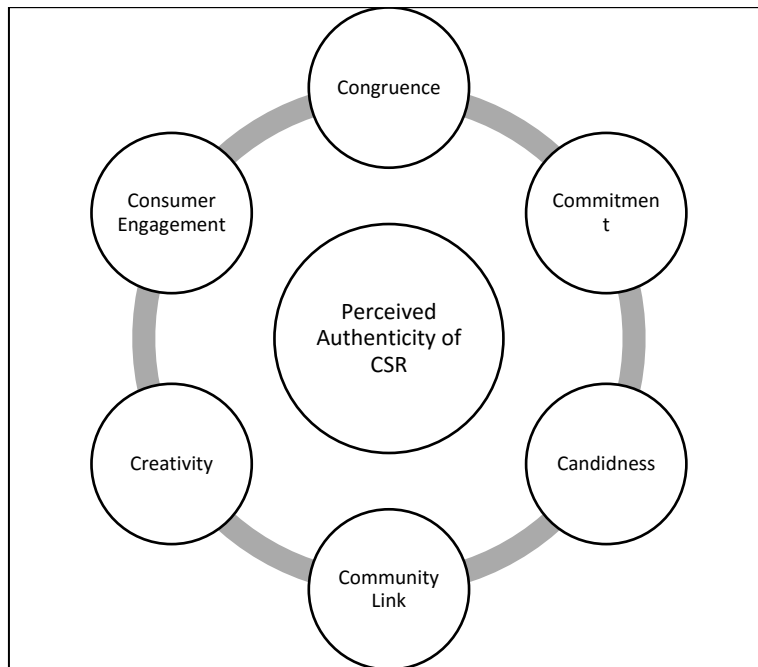 Congruence
Consumer
Engagement
Commitmen
t
Perceived
Authenticity of
CSR
Creativity
Candidness
Community
Link